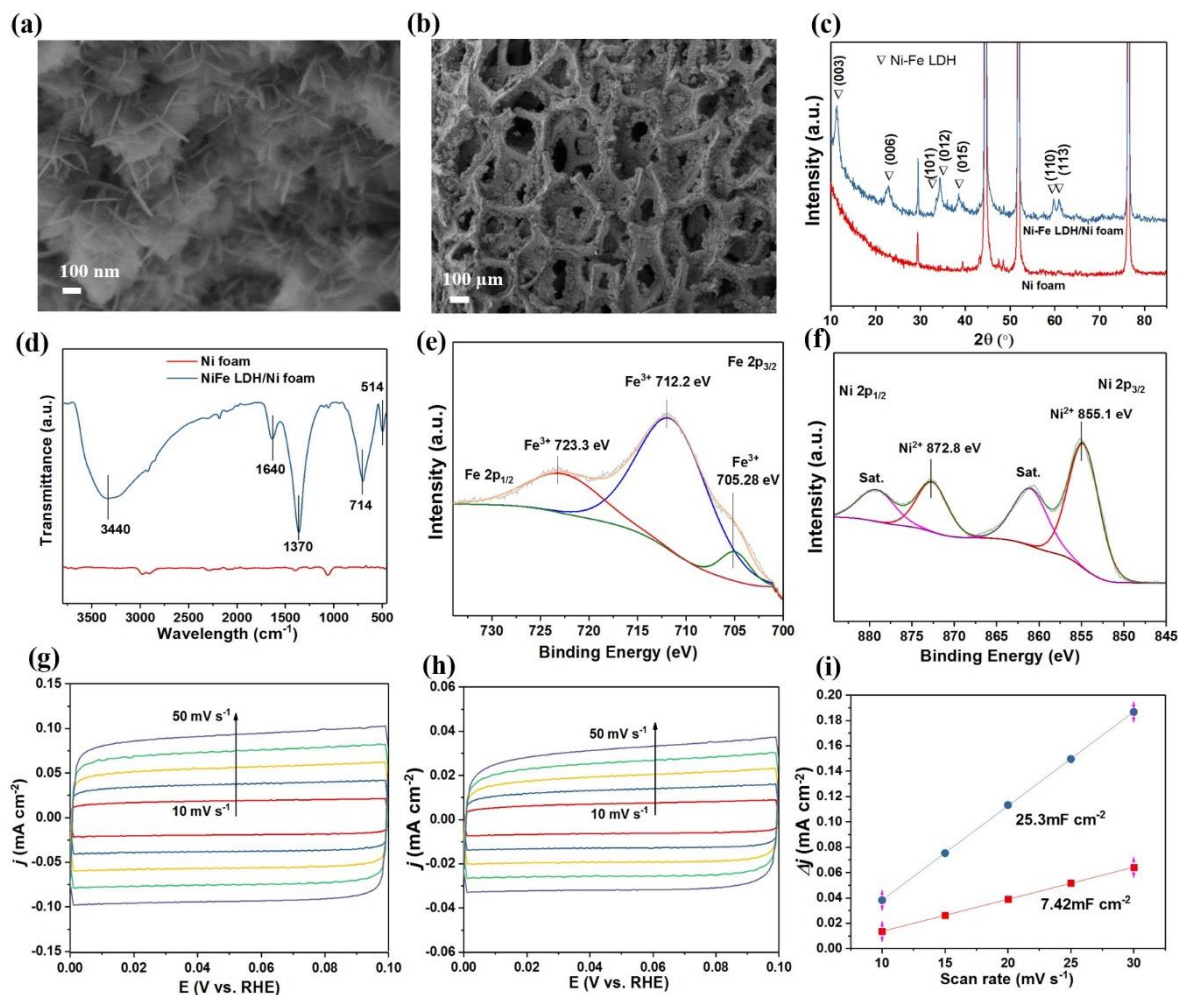 (a)
100 nm
(b)
100 µm
(c)
▽ Ni-Fe LDH
(003)
(006)
(101)
(012)
(015)
(110)
(113)
Ni-Fe LDH/Ni foam
Ni foam
Intensity (a.u.)
10 20 30 40 50 60 70 80
2θ (°)
(d)
Ni foam
NiFe LDH/Ni foam
514
1640
714
3440
1370
Transmittance (a.u.)
3500 3000 2500 2000 1500 1000 500
Wavelength (cm-1)
(e)
Fe 2p3/2
Fe3+ 712.2 eV
Fe3+ 723.3 eV
Fe3+
705.28 eV
Fe 2p1/2
Intensity (a.u.)
730 720 710 705 700
Binding Energy (eV)
(f)
Ni 2p1/2
Ni 2p3/2
Ni2+ 855.1 eV
Ni2+ 872.8 eV
Sat.
Sat.
Intensity (a.u.)
880 875 870 865 860 855 850 845
Binding Energy (eV)
(g)
50 mV s-1
10 mV s-1
j (mA cm-2)
0.15
0.10
0.05
0.00
-0.05
-0.10
-0.15
0.00 0.02 0.04 0.06 0.08 0.10
E (V vs. RHE)
(h)
50 mV s-1
10 mV s-1
j (mA cm-2)
0.06
0.04
0.02
0.00
-0.02
-0.04
-0.06
0.00 0.02 0.04 0.06 0.08 0.10
E (V vs. RHE)
(i)
25.3mF cm-2
7.42mF cm-2
Δj (mA cm-2)
0.20
0.18
0.16
0.14
0.12
0.10
0.08
0.06
0.04
0.02
0.00
10 15 20 25 30
Scan rate (mV s-1)